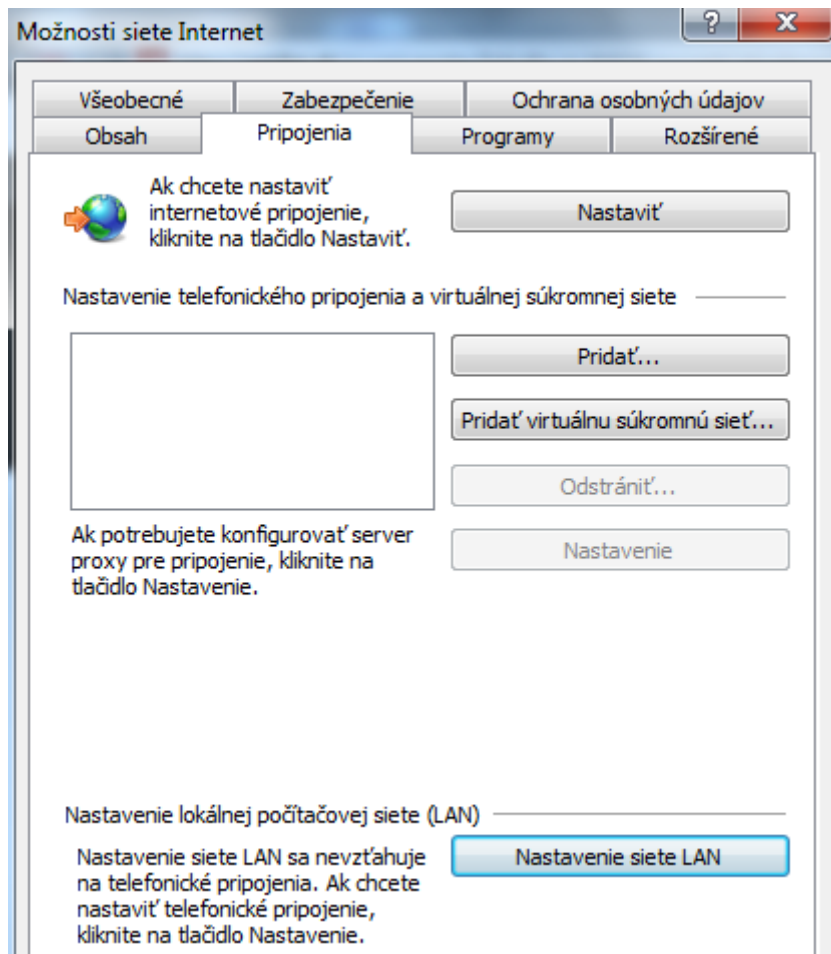 Možnosti siete Internet
?
X
Všeobecné
Zabezpečenie
Ochrana osobných údajov
Obsah
Pripojenia
Programy
Rozšírené
Ak chcete nastaviť
internetové pripojenie,
kliknite na tlačidlo Nastaviť.
Nastaviť
Nastavenie telefonického pripojenia a virtuálnej súkromnej siete
Pridať...
Pridať virtuálnu súkromnú sieť...
Odstrániť...
Ak potrebujete konfigurovať server
proxy pre pripojenie, kliknite na
tlačidlo Nastavenie.
Nastavenie
Nastavenie lokálnej počítačovej siete (LAN)
Nastavenie siete LAN sa nevzťahuje
na telefonické pripojenia. Ak chcete
nastaviť telefonické pripojenie,
kliknite na tlačidlo Nastavenie.
Nastavenie siete LAN